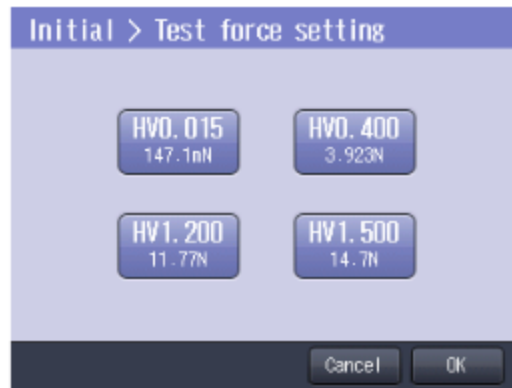 Initial > Test force setting
HV0.015
147.1mN
HV0.400
3.923N
HV1.200
11.77N
HV1.500
14.7N
Cancel
OK